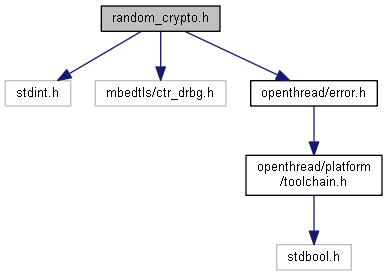 random_crypto.h
stdint.h
mbedtls/ctr_drbg.h
openthread/error.h
openthread/platform
/toolchain.h
stdbool.h